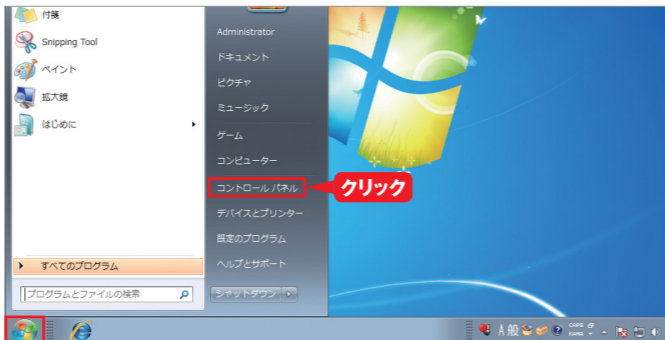 付箋
Snipping Tool
ペイント
拡大鏡
はじめに
すべてのプログラム
プログラムとファイルの検索
Administrator
ドキュメント
ピクチャ
ミュージック
ゲーム
コンピューター
コントロール パネル
クリック
デバイスとプリンター
既定のプログラム
ヘルプとサポート
シャットダウン
A 般
CAPS
KANA